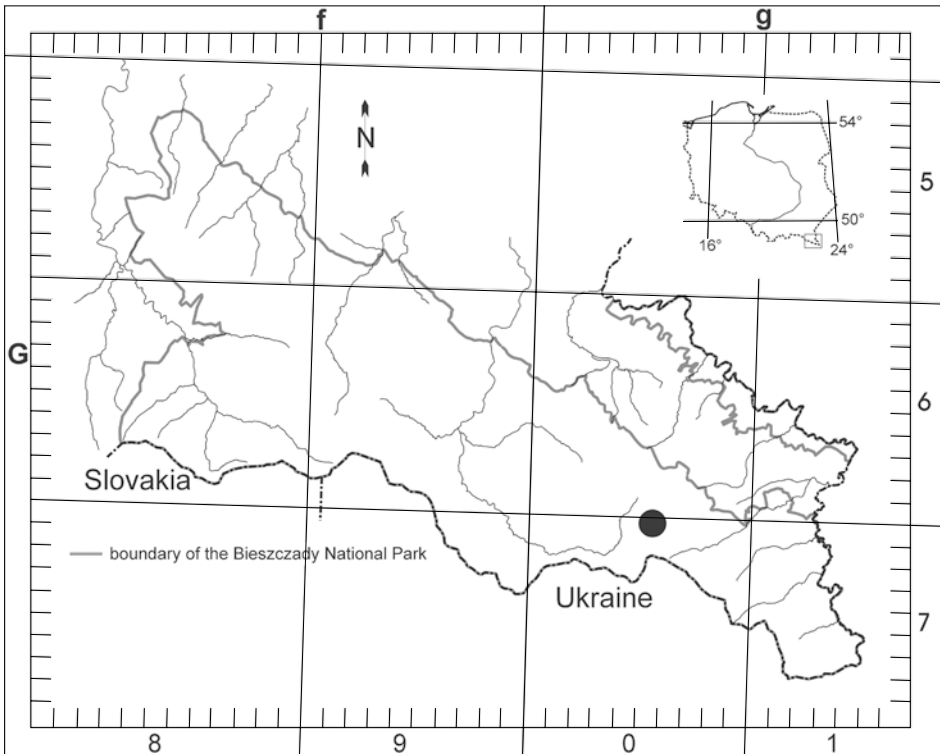 f g
N
54°
50°
16° 24°
5
G
6
Slovakia
boundary of the Bieszczady National Park
Ukraine
7
8 9 0 1